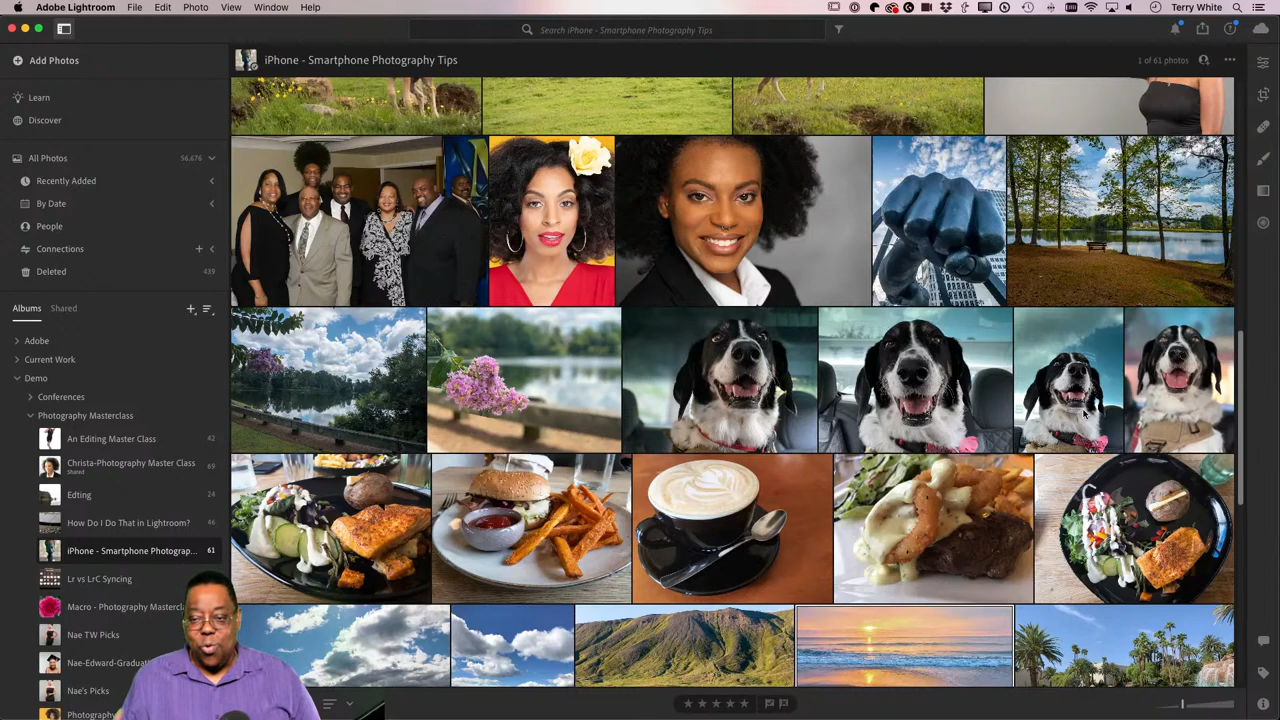 Adobe Lightroom File Edit Photo View Window Help Terry White
Search iPhone - Smartphone Photography Tips
Add Photos
iPhone - Smartphone Photography Tips
1 of 61 photos
Learn
Discover
All Photos 56,676
Recently Added
By Date
People
Connections
Deleted 439
Albums Shared
Adobe
Current Work
Demo
Conferences
Photography Masterclass
An Editing Master Class 42
Christa-Photography Master Class 69
Shared
Edting 24
How Do I Do That in Lightroom? 46
iPhone - Smartphone Photograp... 61
Lr vs LrC Syncing
Macro - Photography Mastercl
Nae TW Picks
Nae-Edward-Graduat
Nae's Picks
Photography